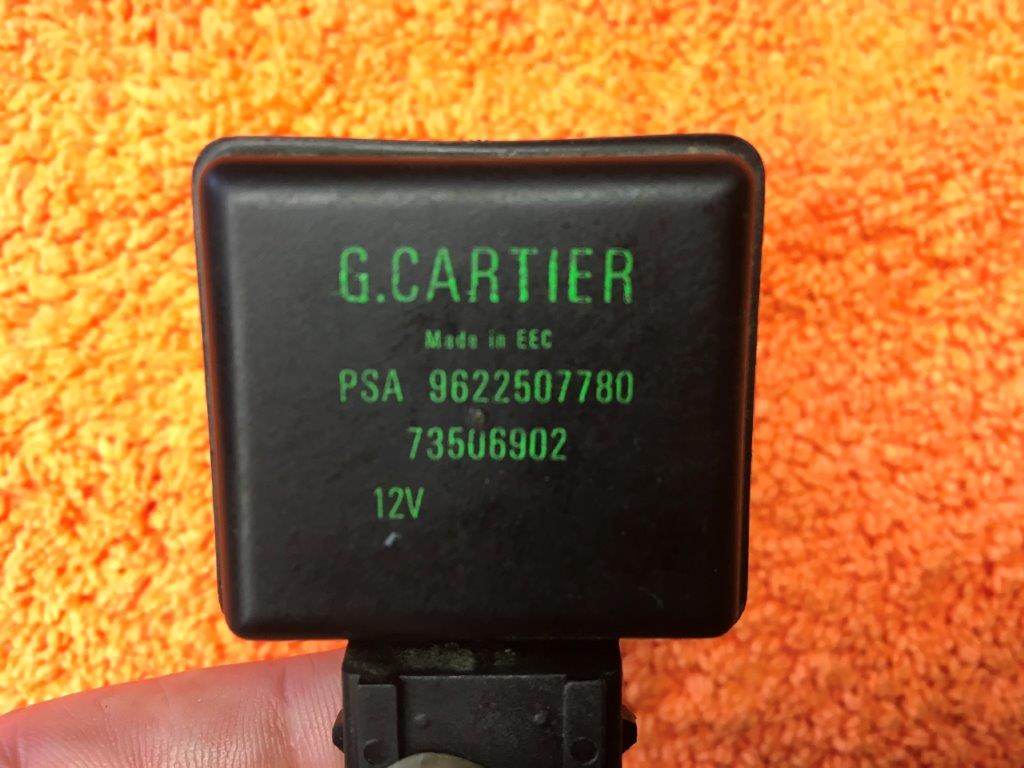 G.CARTIER
Made in EEC
PSA 9622507780
73506902
12V